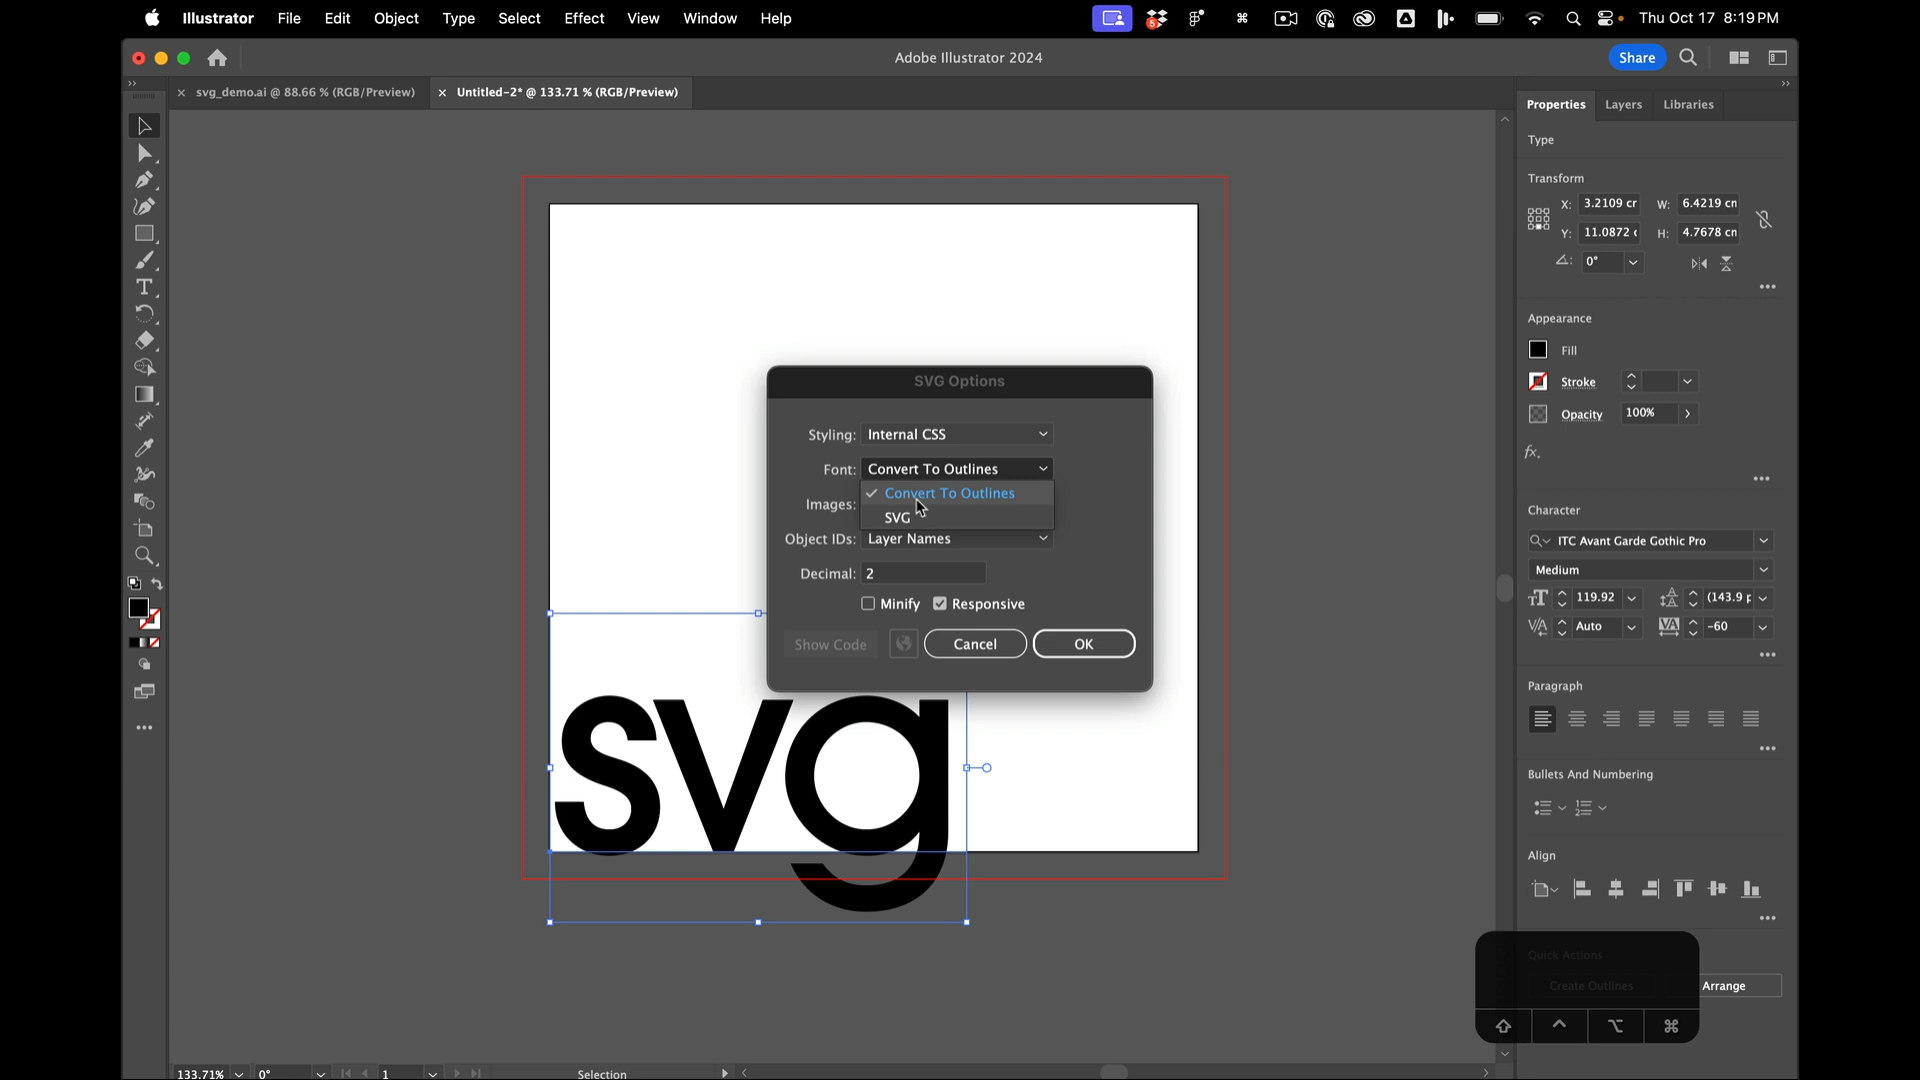 Illustrator File Edit Object Type Select Effect View Window Help
5
Thu Oct 17 8:19 PM
Adobe Illustrator 2024
Share
svg_demo.ai @ 88.66 % (RGB/Preview)
Untitled-2* @ 133.71 % (RGB/Preview)
Properties Layers Libraries
Type
Transform
X: 3.2109 cr W: 6.4219 cn
Y: 11.0872 ( H: 4.7678 cn
0°
Appearance
Fill
Stroke
Opacity 100%
fx.
Character
ITC Avant Garde Gothic Pro
Medium
119.92 (143.9 p
Auto -60
Paragraph
Bullets And Numbering
Align
Quick Actions
Create Outlines Arrange
SVG Options
Styling: Internal CSS
Font: Convert To Outlines
Convert To Outlines
Images:
SVG
Object IDs: Layer Names
Decimal: 2
Minify Responsive
Show Code Cancel OK
svg
133.71% 0° 1 Selection